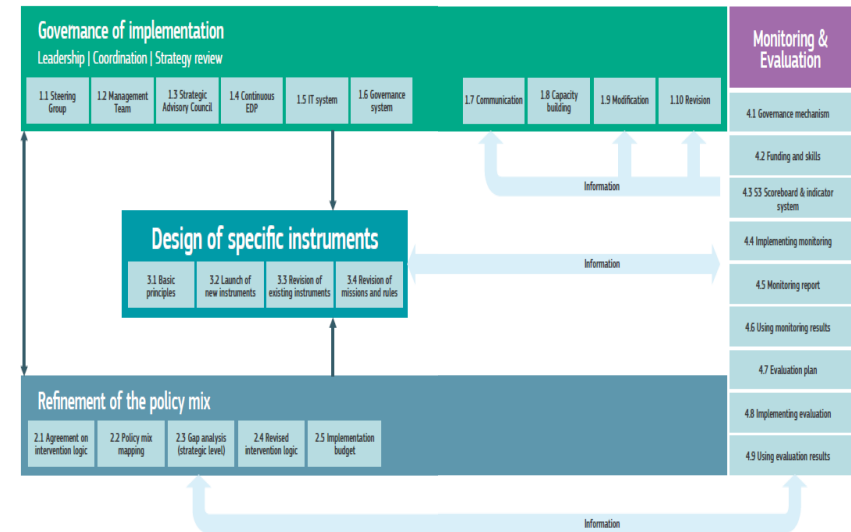 Governance of implementation
Leadership | Coordination | Strategy review
1.1 Steering
Group
1.2 Management
Team
1.3 Strategic
Advisory Council
1.4 Continuous
EDP
1.5 IT system
1.6 Governance
system
1.7 Communication
1.8 Capacity
building
1.9 Modification
1.10 Revision
Information
Design of specific instruments
3.1 Basic
principles
3.2 Launch of
new instruments
3.3 Revision of
existing instruments
3.4 Revision of
missions and rules
Information
Refinement of the policy mix
2.1 Agreement on
intervention logic
2.2 Policy mix
mapping
2.3 Gap analysis
(strategic level)
2.4 Revised
intervention logic
2.5 Implementation
budget
Information
Monitoring &
Evaluation
4.1 Governance mechanism
4.2 Funding and skills
4.3 S3 Scoreboard & indicator
system
4.4 Implementing monitoring
4.5 Monitoring report
4.6 Using monitoring results
4.7 Evaluation plan
4.8 Implementing evaluation
4.9 Using evaluation results